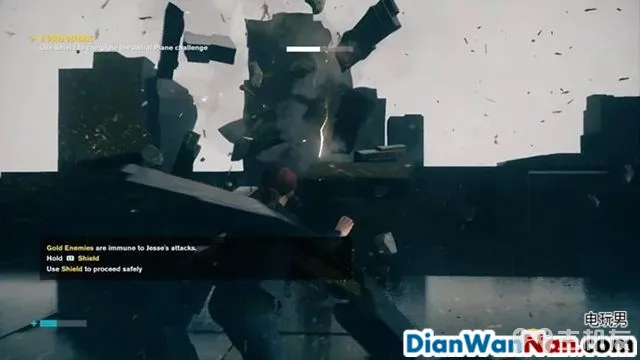 Use Shield to complete the astral plane challenge
Gold Enemies are immune to Jesse's attacks.
Hold Shield
Use Shield to proceed safely
电玩男
DianWanNan.com